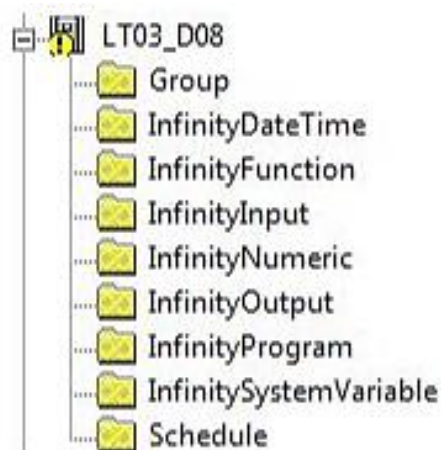 LT03_D08
Group
InfinityDateTime
InfinityFunction
InfinityInput
InfinityNumeric
InfinityOutput
InfinityProgram
InfinitySystemVariable
Schedule